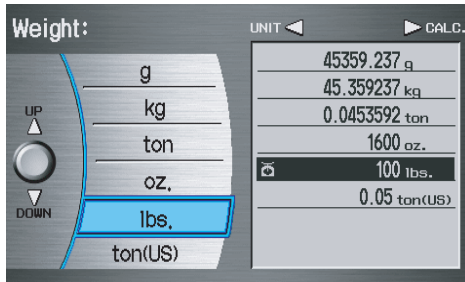 Weight:
UNIT
CALC.
UP
DOWN
g
kg
ton
oz.
lbs.
ton(US)
45359.237 g
45.359237 kg
0.0453592 ton
1600 oz.
100 lbs.
0.05 ton(US)